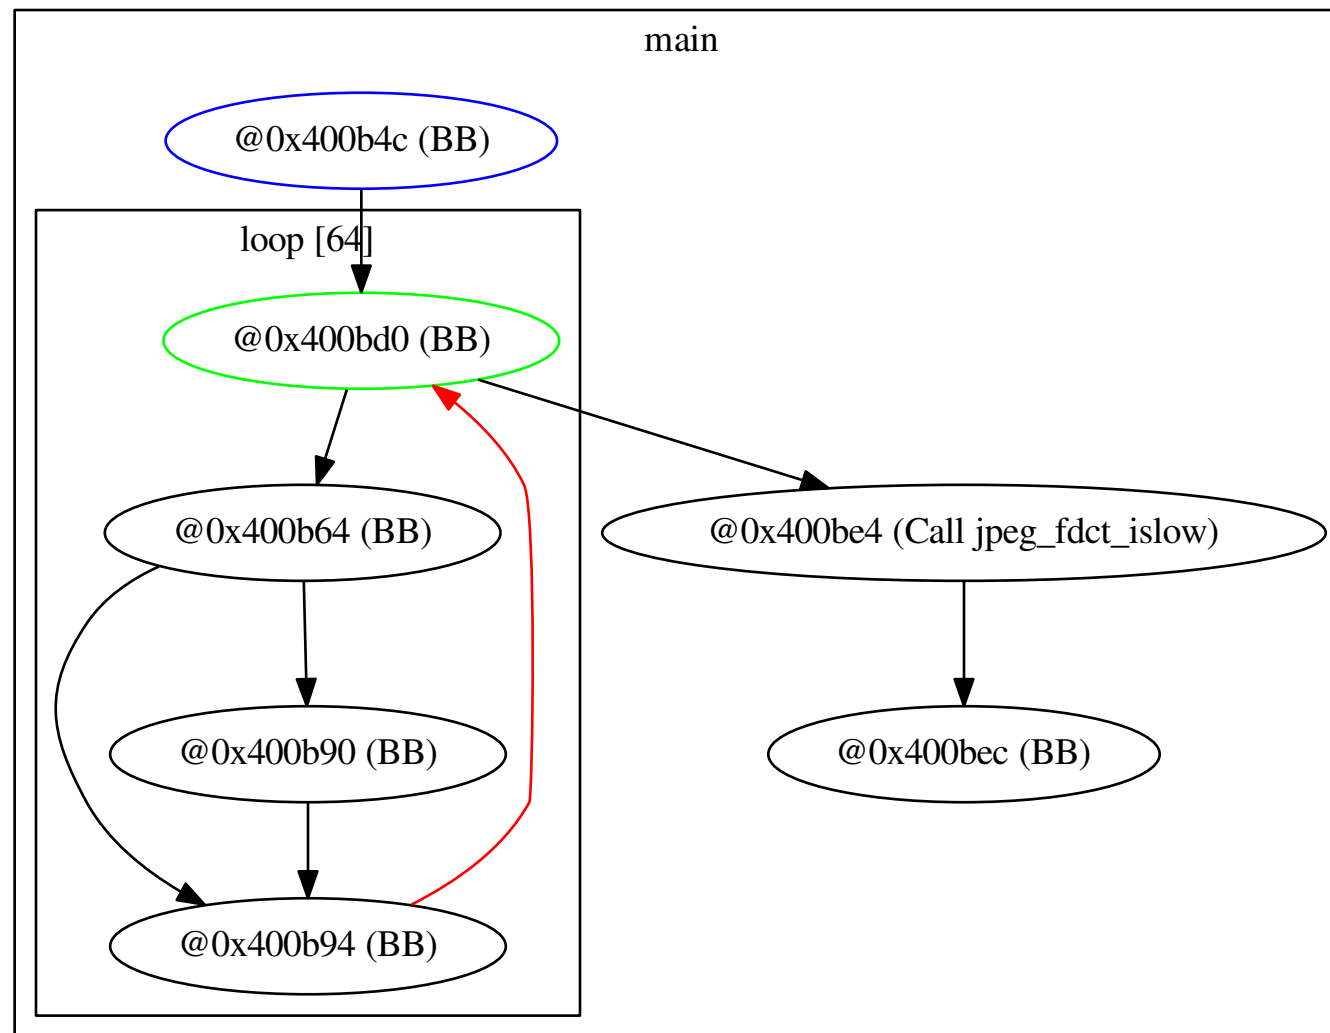 main
@0x400b4c (BB)
loop [64]
@0x400bd0 (BB)
@0x400b64 (BB)
@0x400be4 (Call jpeg_fdct_islow)
@0x400b90 (BB)
@0x400bec (BB)
@0x400b94 (BB)